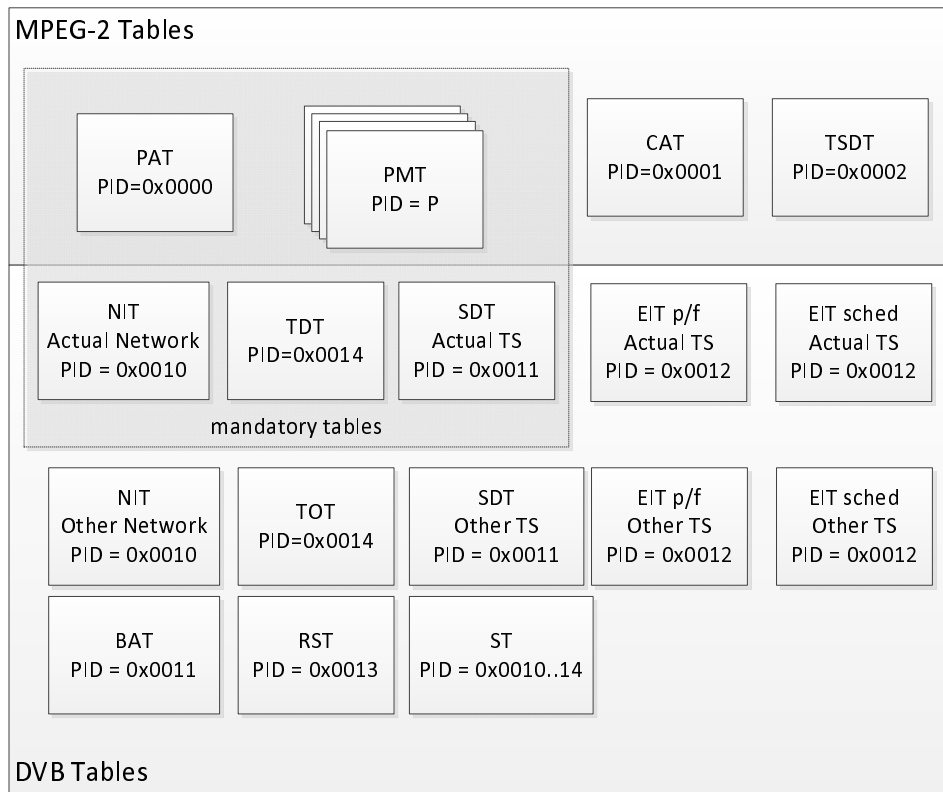 MPEG-2 Tables
PAT
PID=0x0000
PMT
PID = P
CAT
PID=0x0001
TSDT
PID=0x0002
NIT
Actual Network
PID = 0x0010
TDT
PID=0x0014
SDT
Actual TS
PID = 0x0011
EIT p/f
Actual TS
PID = 0x0012
EIT sched
Actual TS
PID = 0x0012
mandatory tables
NIT
Other Network
PID = 0x0010
TOT
PID=0x0014
SDT
Other TS
PID = 0x0011
EIT p/f
Other TS
PID = 0x0012
EIT sched
Other TS
PID = 0x0012
BAT
PID = 0x0011
RST
PID = 0x0013
ST
PID = 0x0010..14
DVB Tables